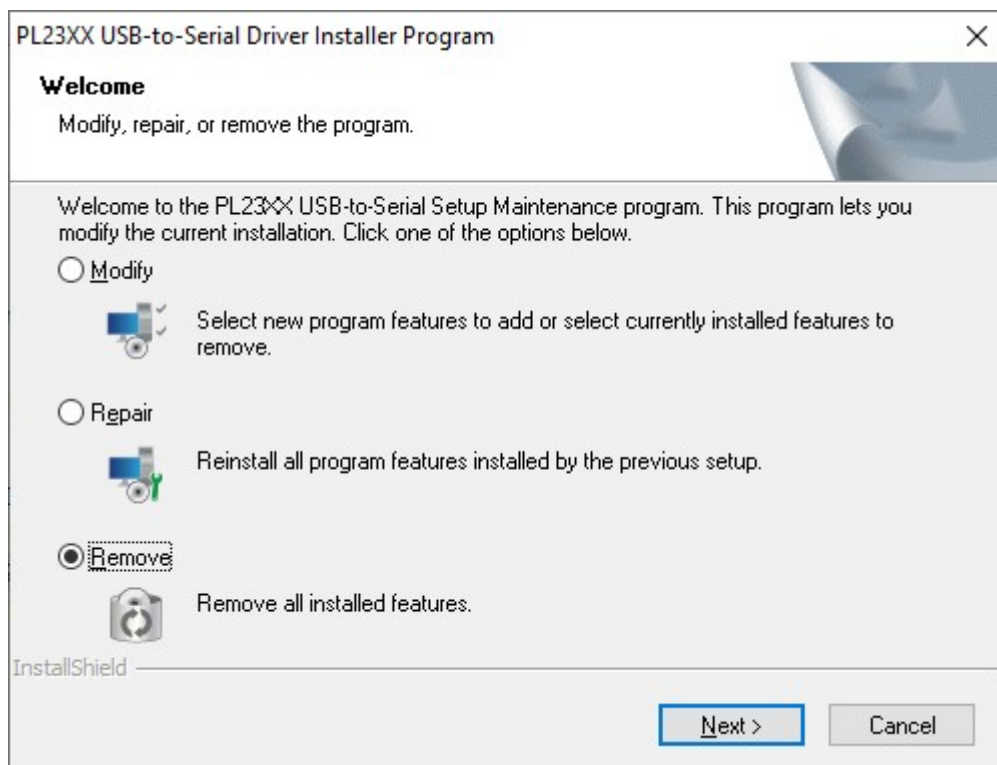 PL23XX USB-to-Serial Driver Installer Program
Welcome
Modify, repair, or remove the program.
Welcome to the PL23XX USB-to-Serial Setup Maintenance program. This program lets you
modify the current installation. Click one of the options below.
Modify
Select new program features to add or select currently installed features to
remove.
Repair
Reinstall all program features installed by the previous setup.
Remove
Remove all installed features.
InstallShield
Next >
Cancel